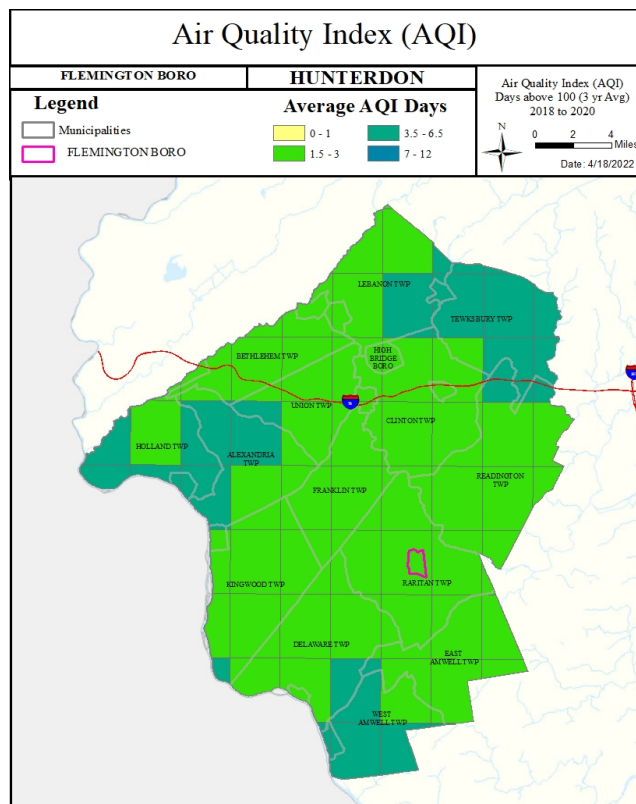 Air Quality Index (AQI)
FLEMINGTON BORO
HUNTERDON
Legend
Municipalities
FLEMINGTON BORO
Average AQI Days
0 - 1
3.5 - 6.5
1.5 - 3
7 - 12
Air Quality Index (AQI)
Days above 100 (3 yr Avg)
2018 to 2020
N
0 2 4
Miles
Date: 4/18/2022
LEBANON TWP
TEWKSBURY TWP
BETHLEHEM TWP
HIGH
BRIDGE
BORO
UNION TWP
CLINTON TWP
HOLLAND TWP
ALEXANDRIA
TWP
READINGTON
TWP
FRANKLIN TWP
KINGWOOD TWP
RARITAN TWP
DELAWARE TWP
EAST
AMWELL TWP
WEST
AMWELL TWP